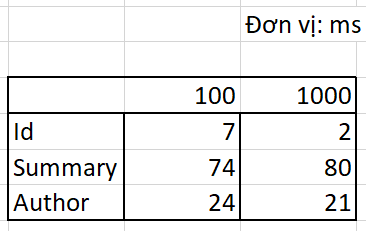 Đơn vị: ms
100 1000
Id 7 2
Summary 74 80
Author 24 21